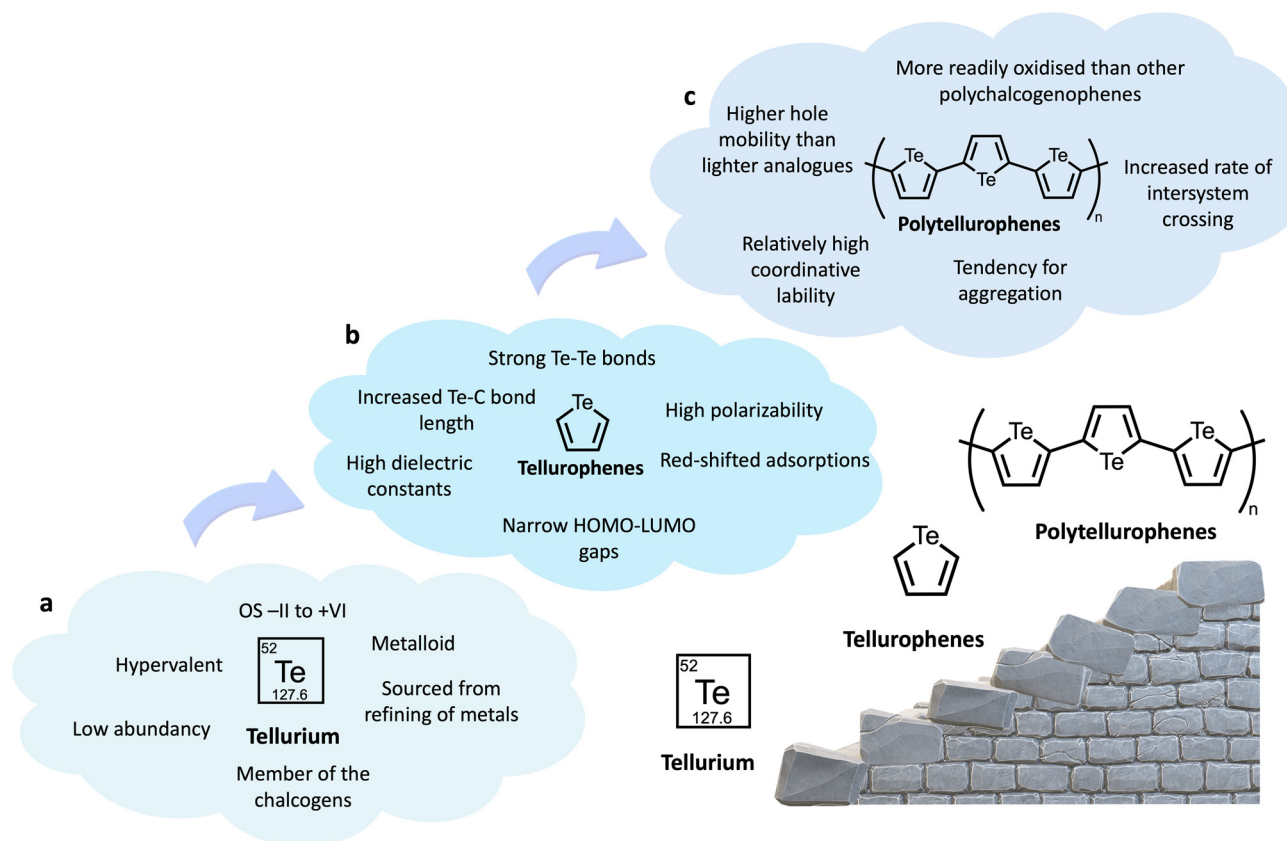 c
More readily oxidised than other
polychalcogenophenes
Higher hole
mobility than
lighter analogues
Te
Te
Te
n
Polytellurophenes
Increased rate of
intersystem
crossing
Relatively high
coordinative
lability
Tendency for
aggregation
b
Strong Te-Te bonds
Increased Te-C bond
length
Te
High polarizability
High dielectric
constants
Tellurophenes
Red-shifted adsorptions
Narrow HOMO-LUMO
gaps
a
OS –II to +VI
Hypervalent
52
Te
127.6
Metalloid
Sourced from
refining of metals
Low abundancy
Tellurium
Member of the
chalcogens
Te
Te
Te
n
Polytellurophenes
Te
Tellurophenes
52
Te
127.6
Tellurium